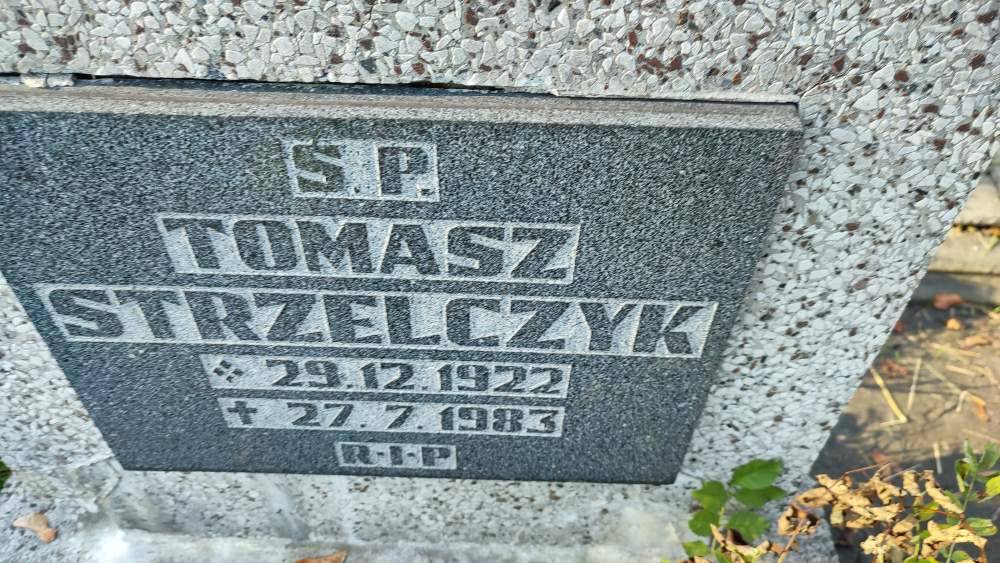 Ś. P.
TOMASZ
STRZELCZYK
29. 12. 1922
✝ 27. 7. 1983
R·I·P